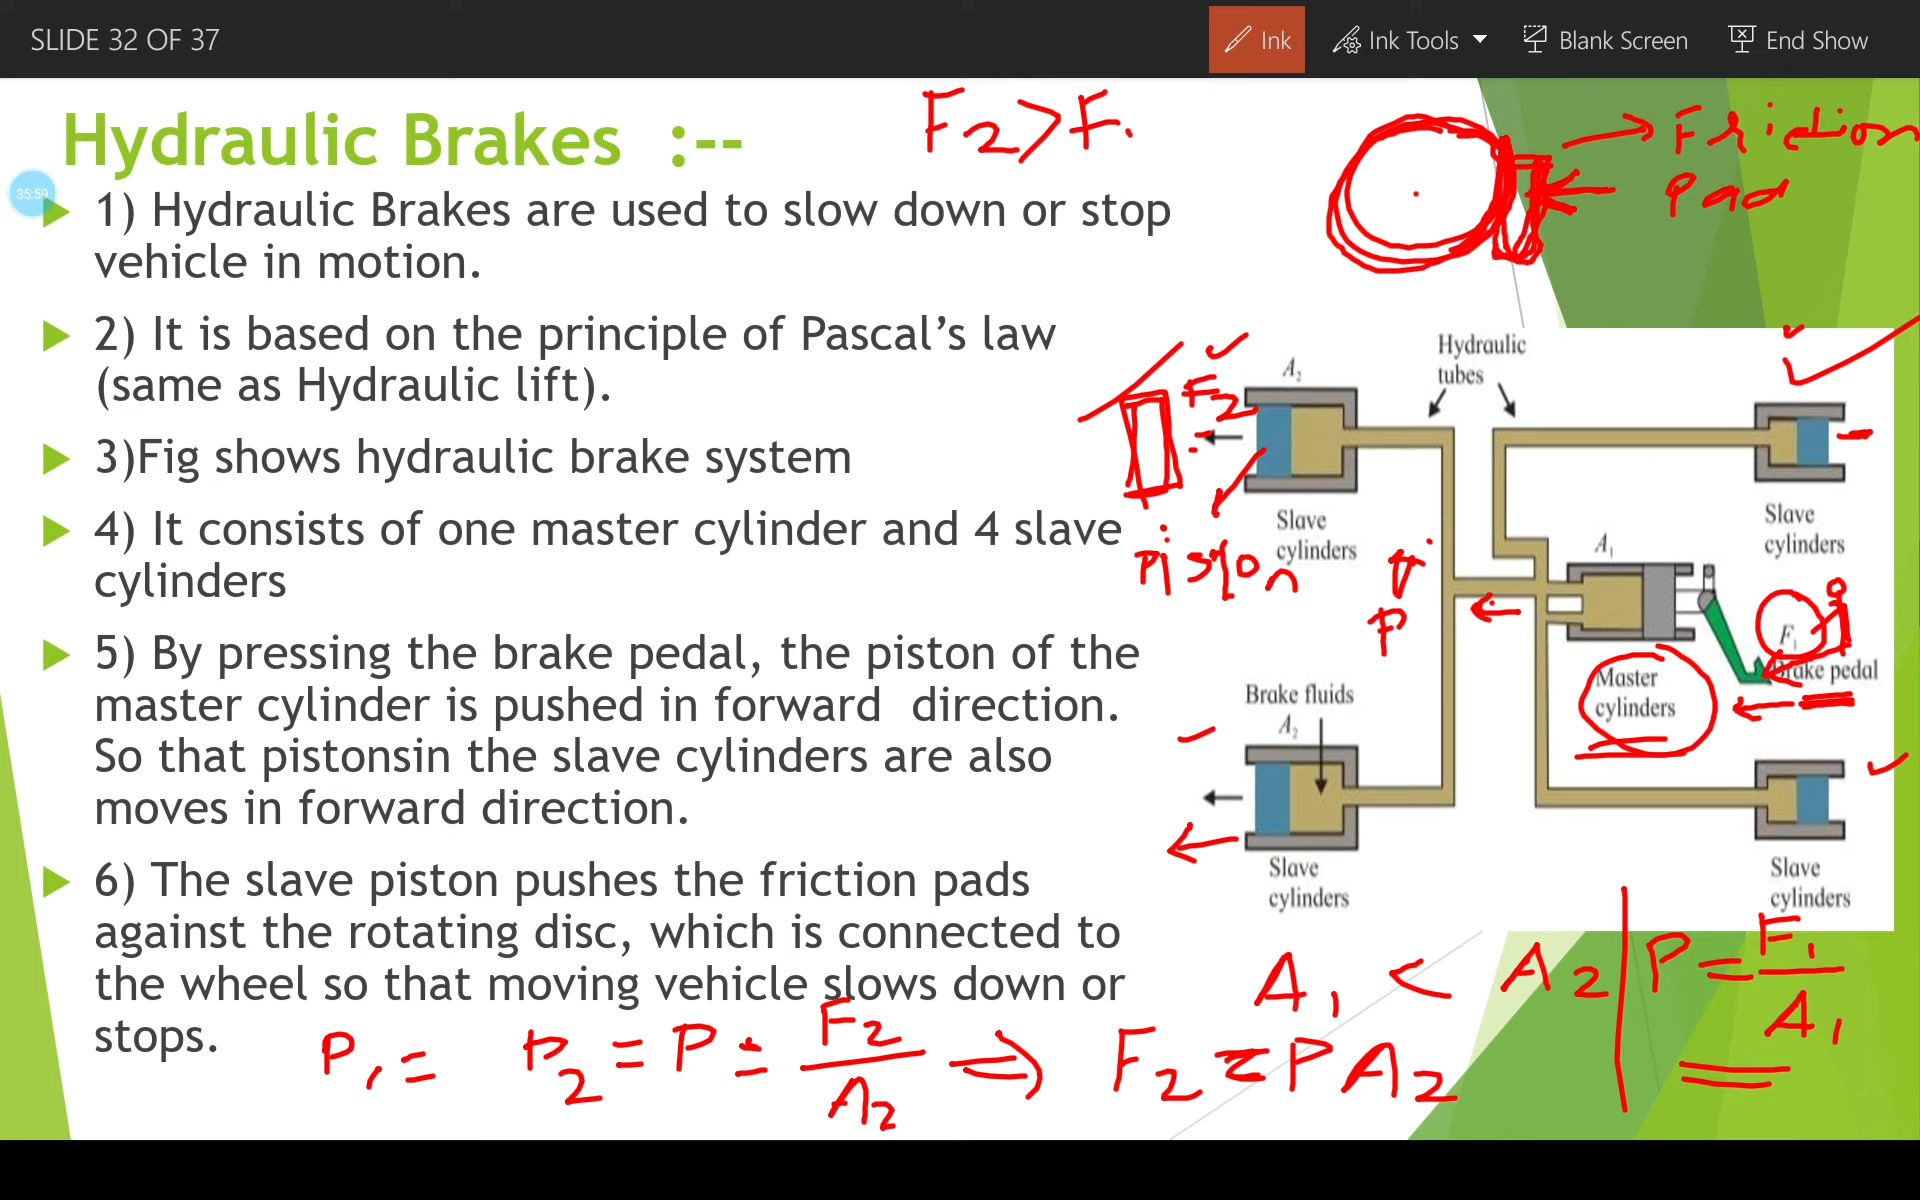 SLIDE 32 OF 37
Ink
Ink Tools
Blank Screen
End Show
Hydraulic Brakes :--
F2 > F1
Friction
Pad
35:59
1) Hydraulic Brakes are used to slow down or stop
vehicle in motion.
2) It is based on the principle of Pascal’s law
(same as Hydraulic lift).
3)Fig shows hydraulic brake system
4) It consists of one master cylinder and 4 slave
cylinders
5) By pressing the brake pedal, the piston of the
master cylinder is pushed in forward direction.
So that pistonsin the slave cylinders are also
moves in forward direction.
6) The slave piston pushes the friction pads
against the rotating disc, which is connected to
the wheel so that moving vehicle slows down or
stops.
Hydraulic
tubes
A2
F2
Slave
cylinders
Piston
P
Slave
cylinders
A1
F1
Brake pedal
Master
cylinders
Brake fluids
A2
Slave
cylinders
Slave
cylinders
A1 < A2
P = F1
A1
P1 = P2 = P = F2
A2
⇒ F2 = PA2